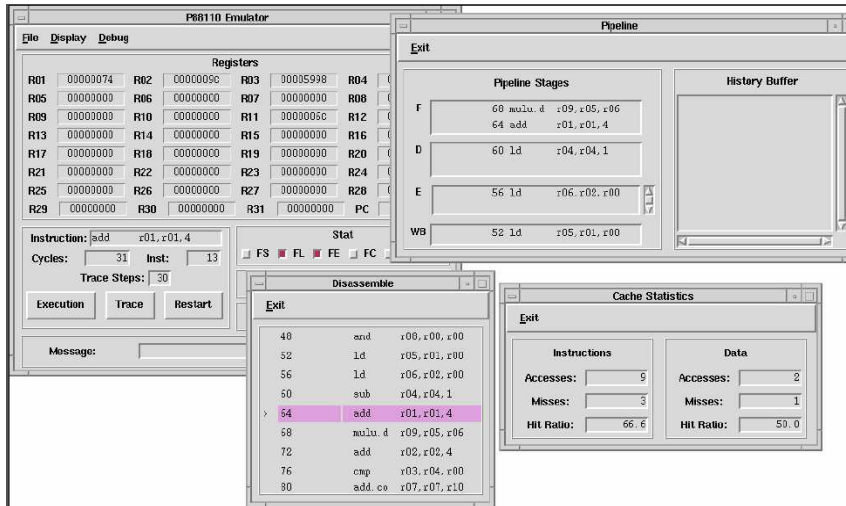 P88110 Emulator
File Display Debug
Registers
R01 00000074 R02 0000009C R03 00005998 R04
R05 00000000 R06 00000000 R07 00000000 R08
R09 00000000 R10 00000000 R11 0000006C R12
R13 00000000 R14 00000000 R15 00000000 R16
R17 00000000 R18 00000000 R19 00000000 R20
R21 00000000 R22 00000000 R23 00000000 R24
R25 00000000 R26 00000000 R27 00000000 R28
R29 00000000 R30 00000000 R31 00000000 PC
Instruction: add r01,r01,4
Cycles: 31 Inst: 13
Trace Steps: 30
Execution Trace Restart
Stat
FS FL FE FC
Message:
Pipeline
Exit
Pipeline Stages
F 68 mulu.d r09,r05,r06
64 add r01,r01,4
D 60 ld r04,r04,1
E 56 ld r06.r02.r00
WB 52 ld r05,r01,r00
History Buffer
Disassemble
Exit
48 and r00,r00,r00
52 ld r05,r01,r00
56 ld r06,r02,r00
60 sub r04,r04,1
> 64 add r01,r01,4
68 mulu.d r09,r05,r06
72 add r02,r02,4
76 cmp r03,r04,r00
80 add.co r07,r07,r10
Cache Statistics
Exit
Instructions
Accesses: 9
Misses: 3
Hit Ratio: 66.6
Data
Accesses: 2
Misses: 1
Hit Ratio: 50.0